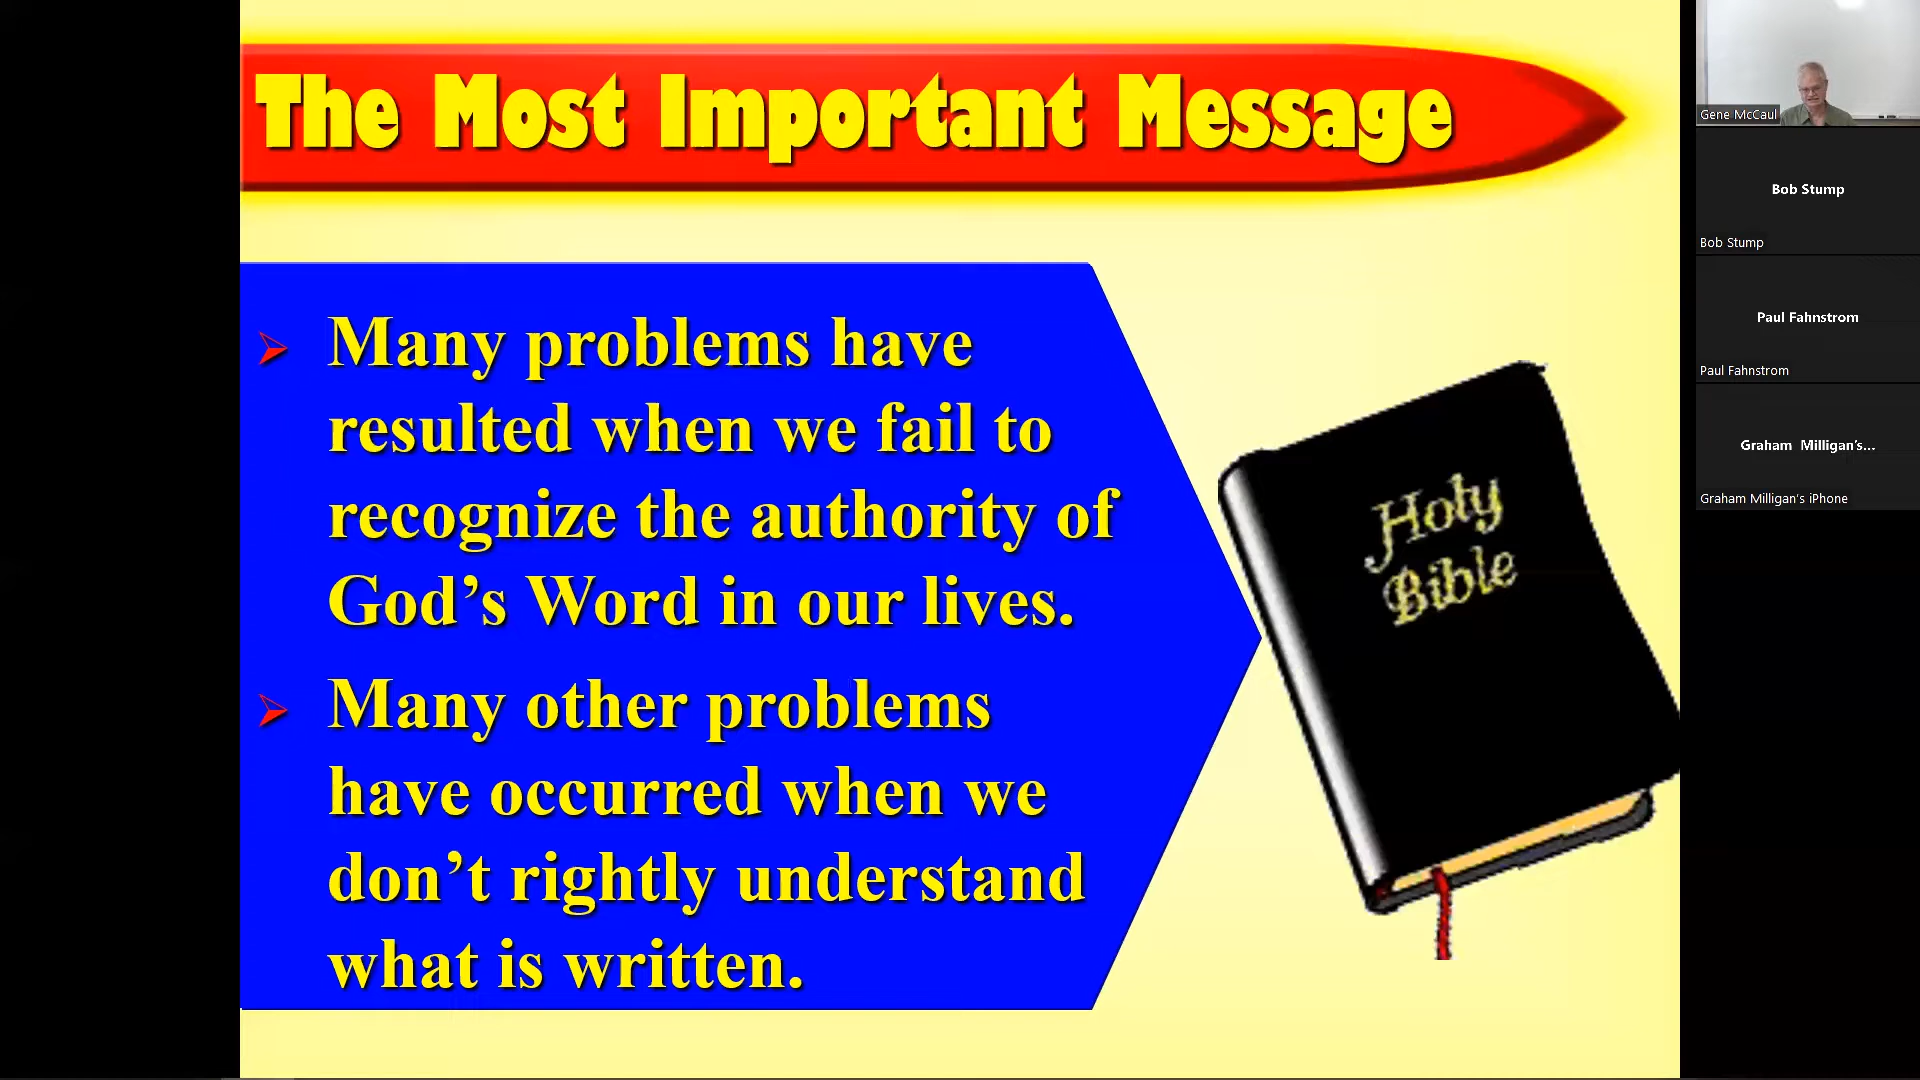 The Most Important Message
Many problems have
resulted when we fail to
recognize the authority of
God’s Word in our lives.
Many other problems
have occurred when we
don’t rightly understand
what is written.
Holy
Bible
Gene McCaul
Bob Stump
Bob Stump
Paul Fahnstrom
Paul Fahnstrom
Graham Milligan's...
Graham Milligan's iPhone